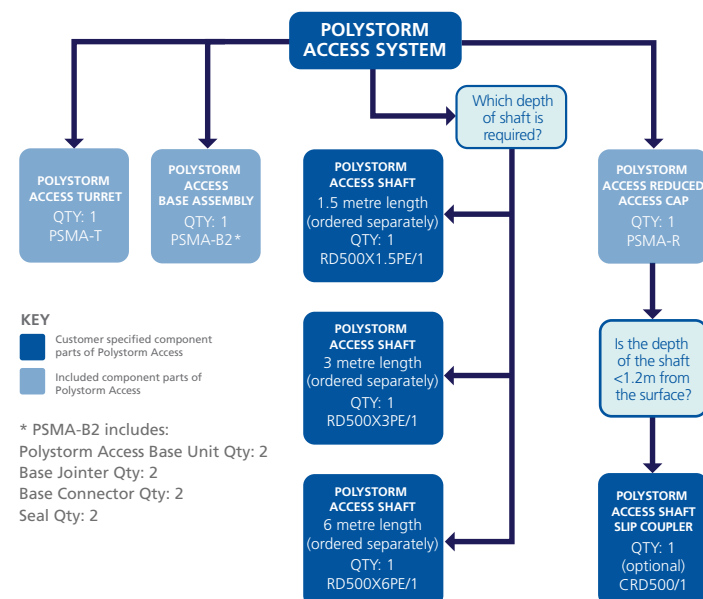 POLYSTORM
ACCESS SYSTEM
Which depth
of shaft is
required?
POLYSTORM
ACCESS TURRET
QTY: 1
PSMA-T
POLYSTORM
ACCESS
BASE ASSEMBLY
QTY: 1
PSMA-B2*
POLYSTORM
ACCESS SHAFT
1.5 metre length
(ordered separately)
QTY: 1
RD500X1.5PE/1
POLYSTORM
ACCESS REDUCED
ACCESS CAP
QTY: 1
PSMA-R
KEY
Customer specified component
parts of Polystorm Access
Included component parts of
Polystorm Access
* PSMA-B2 includes:
Polystorm Access Base Unit Qty: 2
Base Jointer Qty: 2
Base Connector Qty: 2
Seal Qty: 2
POLYSTORM
ACCESS SHAFT
3 metre length
(ordered separately)
QTY: 1
RD500X3PE/1
Is the depth
of the shaft
<1.2m from
the surface?
POLYSTORM
ACCESS SHAFT
6 metre length
(ordered separately)
QTY: 1
RD500X6PE/1
POLYSTORM
ACCESS SHAFT
SLIP COUPLER
QTY: 1
(optional)
CRD500/1